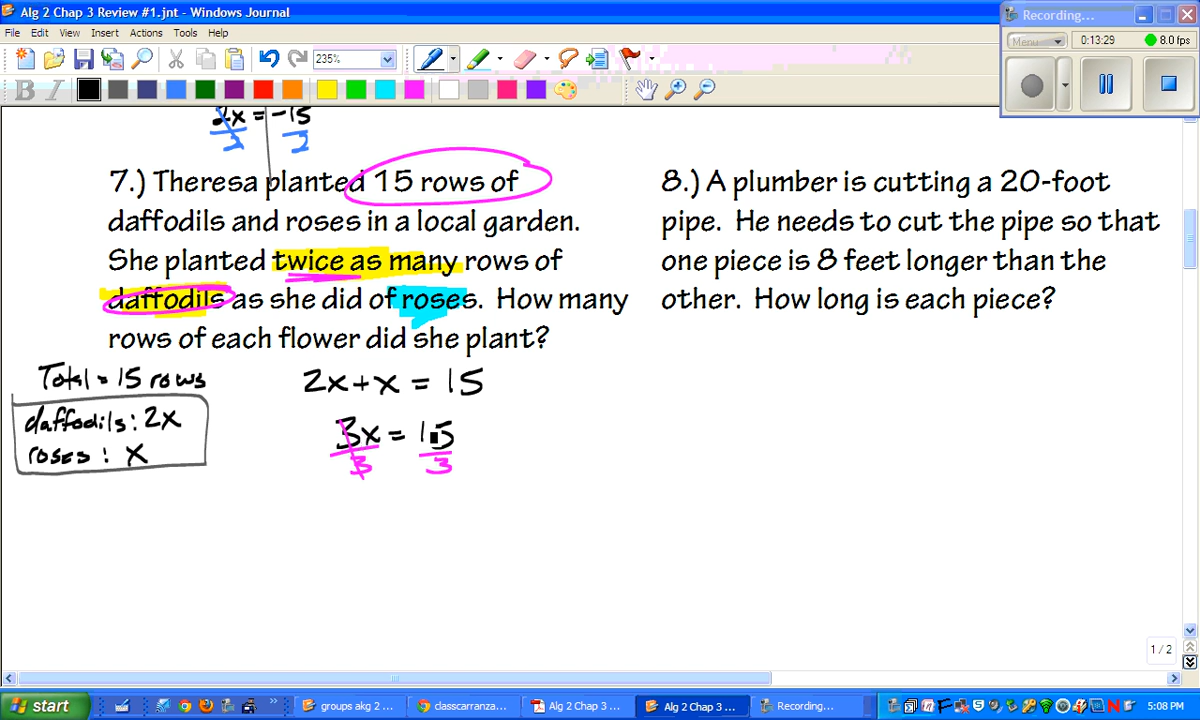 Alg 2 Chap 3 Review #1.jnt - Windows Journal
Recording...
File Edit View Insert Actions Tools Help
Menu 0:13:29 8.0 fps
235%
B I
2x = -15
2 2
7.) Theresa planted 15 rows of
daffodils and roses in a local garden.
She planted twice as many rows of
daffodils as she did of roses. How many
rows of each flower did she plant?
Total = 15 rows
daffodils: 2x
roses: x
2x+x = 15
3x = 15
3 3
8.) A plumber is cutting a 20-foot
pipe. He needs to cut the pipe so that
one piece is 8 feet longer than the
other. How long is each piece?
1 / 2
start groups akg 2 ... classcarranza... Alg 2 Chap 3 ... Alg 2 Chap 3 ... Recording... 5:08 PM